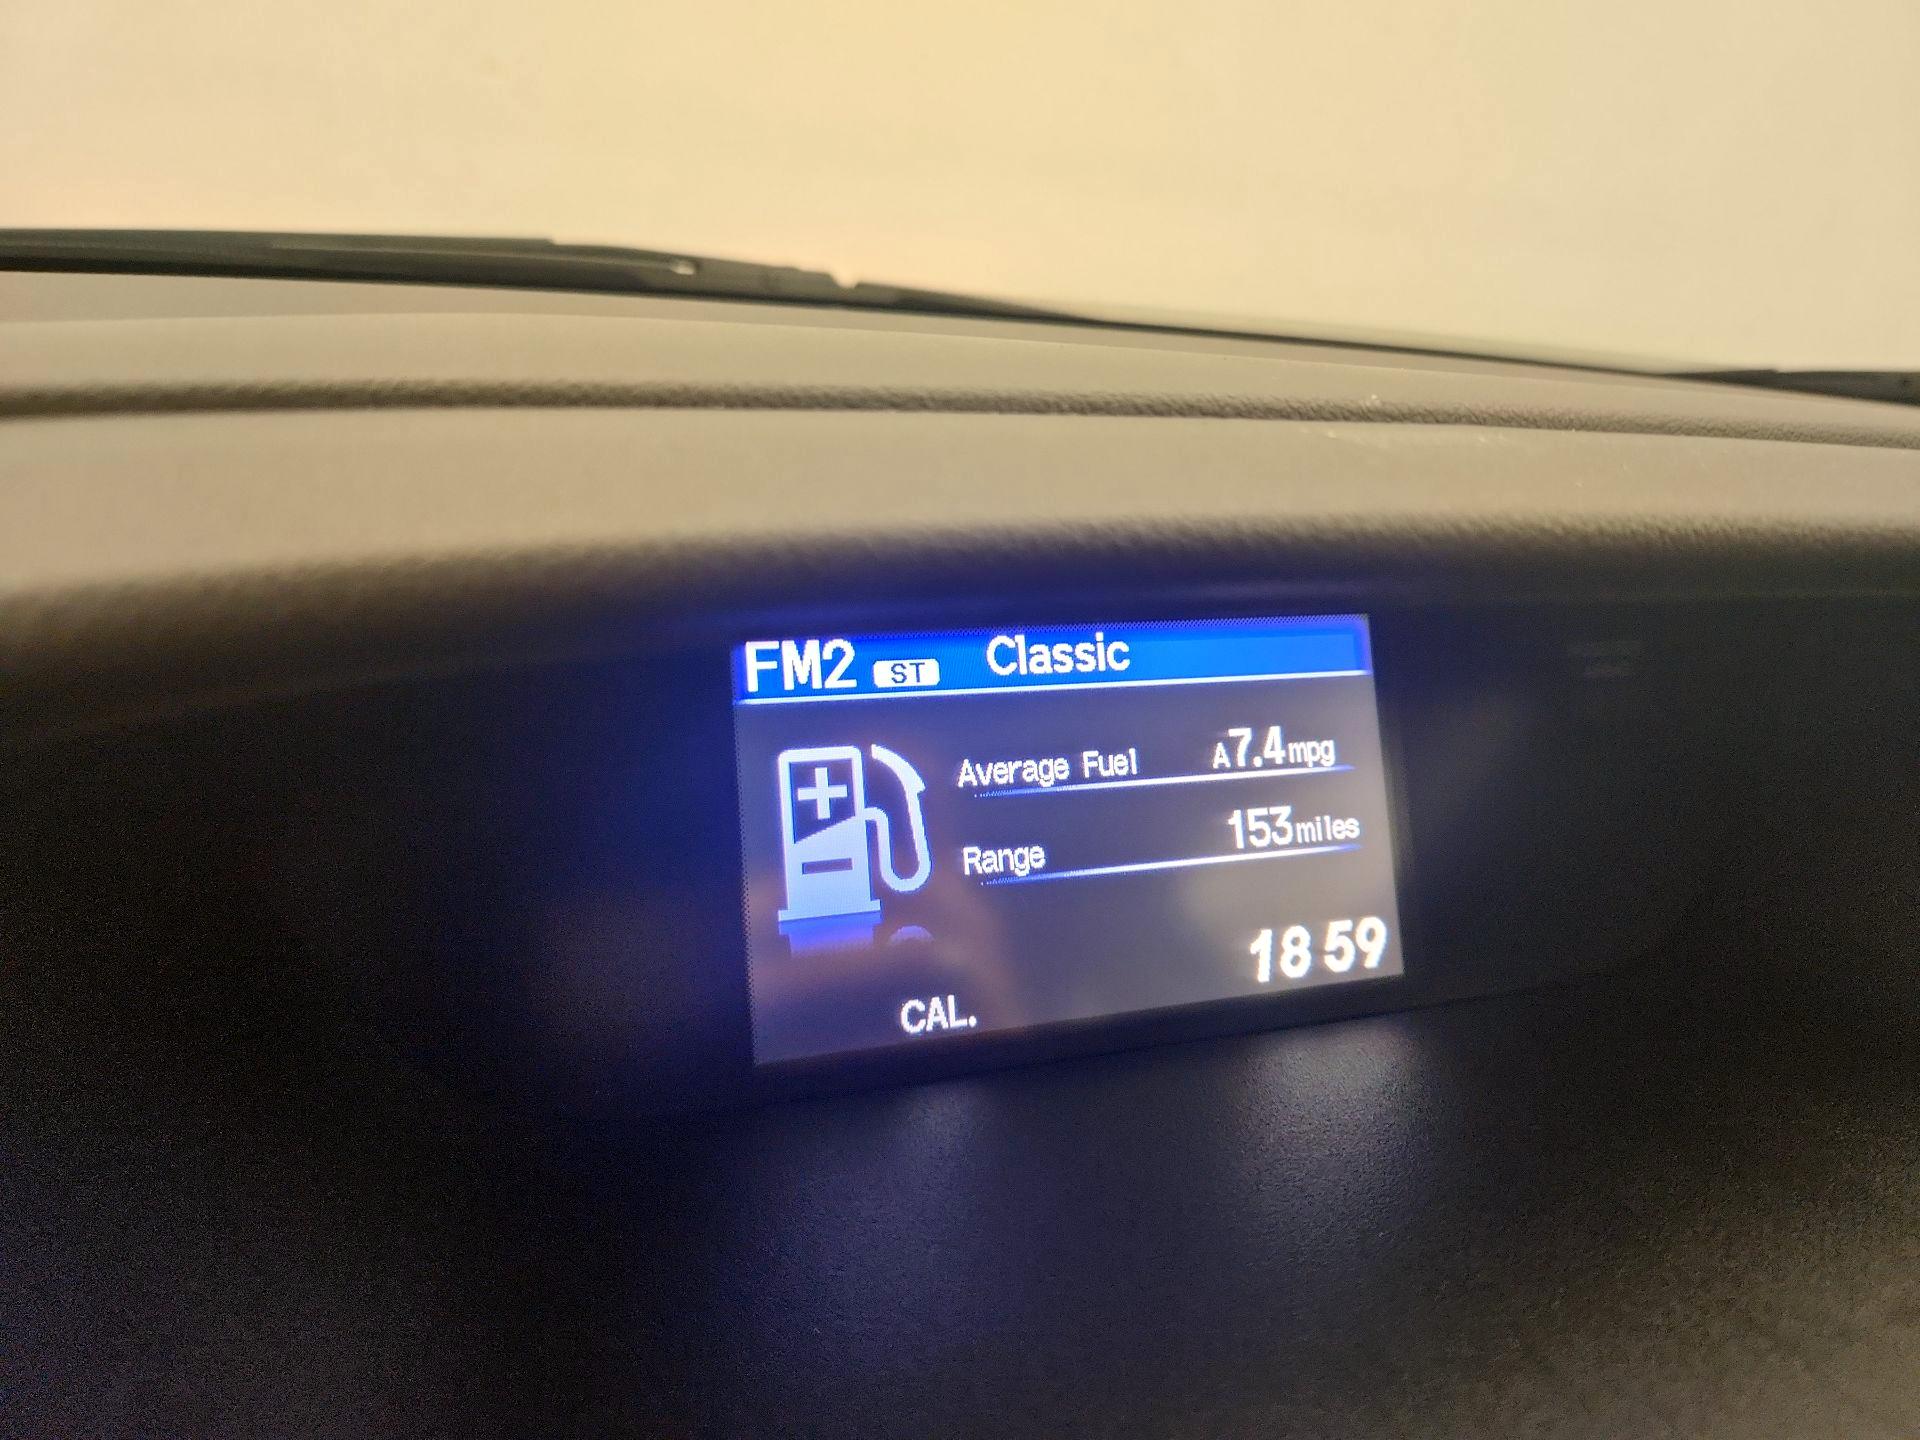 FM2 ST Classic
Average Fuel A7.4mpg
Range 153miles
18 59
CAL.